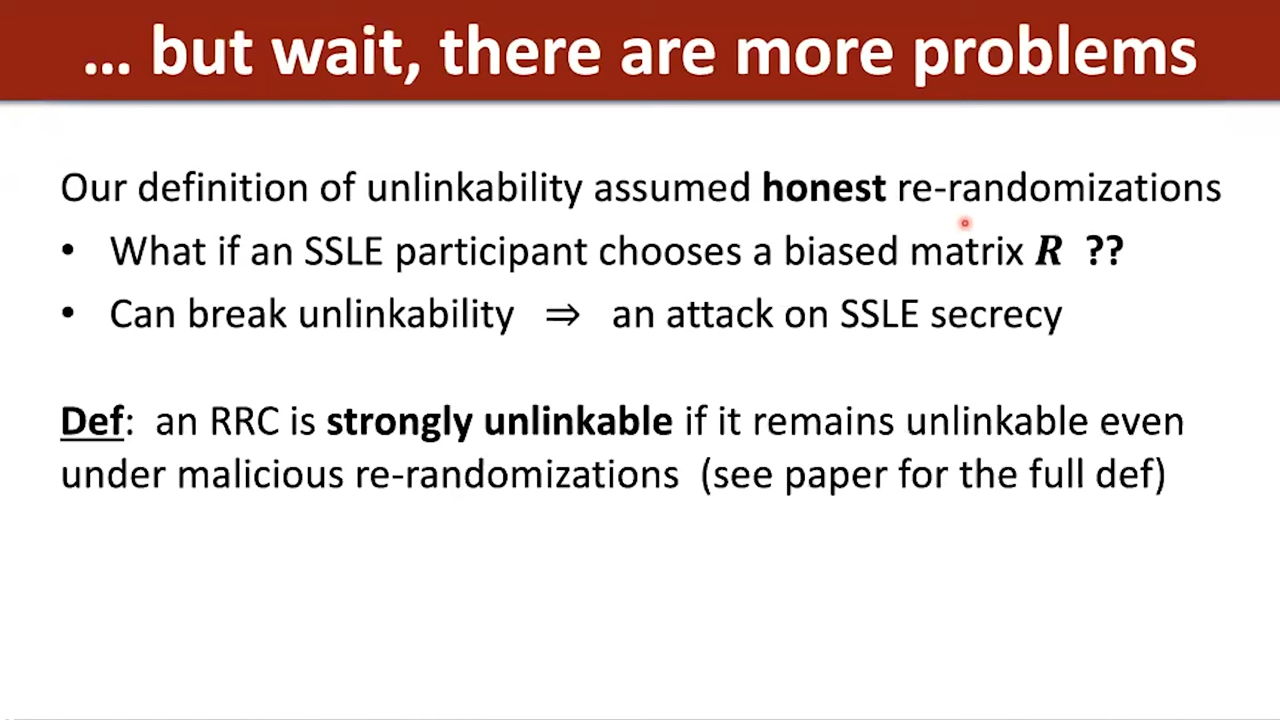 ... but wait, there are more problems
Our definition of unlinkability assumed honest re-randomizations
• What if an SSLE participant chooses a biased matrix R ??
• Can break unlinkability ⇒ an attack on SSLE secrecy
Def: an RRC is strongly unlinkable if it remains unlinkable even
under malicious re-randomizations (see paper for the full def)